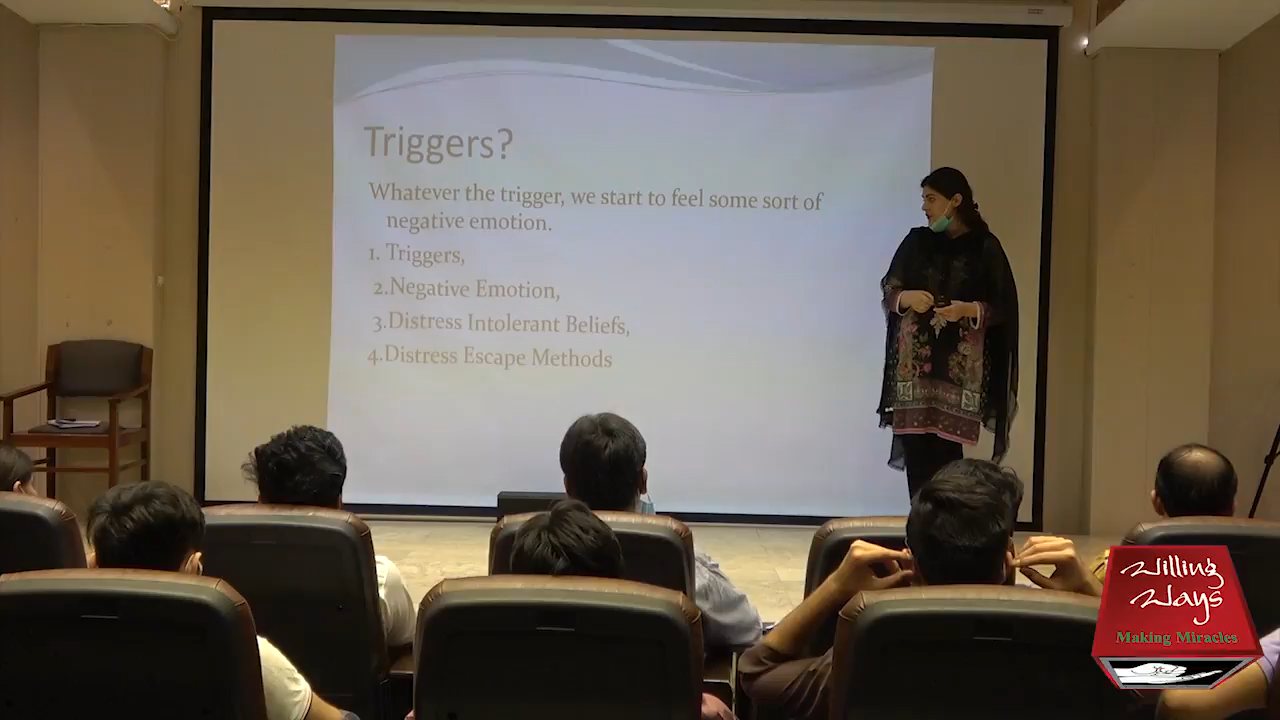 Triggers?
Whatever the trigger, we start to feel some sort of
negative emotion.
1. Triggers,
2.Negative Emotion,
3.Distress Intolerant Beliefs,
4.Distress Escape Methods
Willing
Ways
Making Miracles